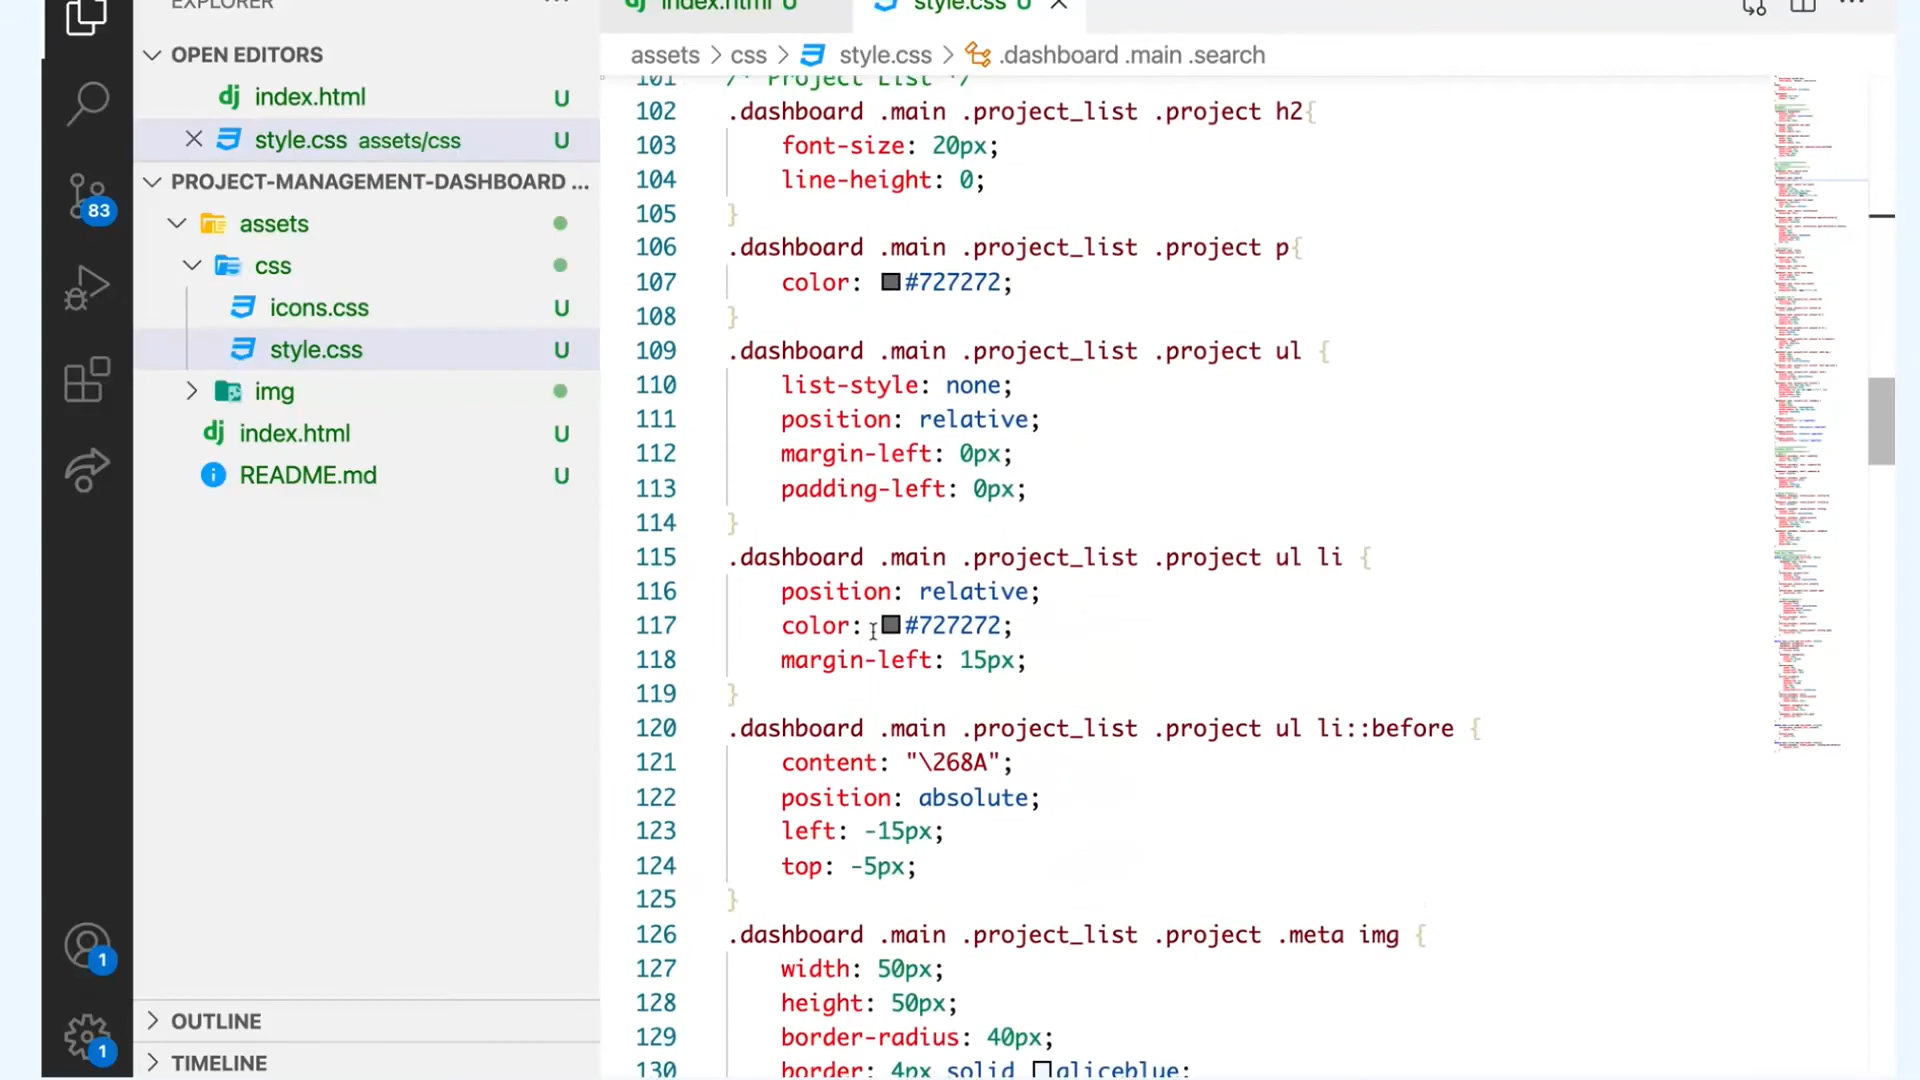 EXPLORER
index.html U
style.css U
OPEN EDITORS
index.html U
style.css assets/css U
PROJECT-MANAGEMENT-DASHBOARD ...
assets
css
icons.css U
style.css U
img
index.html U
README.md U
OUTLINE
TIMELINE
83
1
1
assets > css > style.css > .dashboard .main .search
101 /* Project List */
102 .dashboard .main .project_list .project h2{
103 font-size: 20px;
104 line-height: 0;
105 }
106 .dashboard .main .project_list .project p{
107 color: #727272;
108 }
109 .dashboard .main .project_list .project ul {
110 list-style: none;
111 position: relative;
112 margin-left: 0px;
113 padding-left: 0px;
114 }
115 .dashboard .main .project_list .project ul li {
116 position: relative;
117 color: #727272;
118 margin-left: 15px;
119 }
120 .dashboard .main .project_list .project ul li::before {
121 content: "\268A";
122 position: absolute;
123 left: -15px;
124 top: -5px;
125 }
126 .dashboard .main .project_list .project .meta img {
127 width: 50px;
128 height: 50px;
129 border-radius: 40px;
130 border: 4px solid aliceblue;